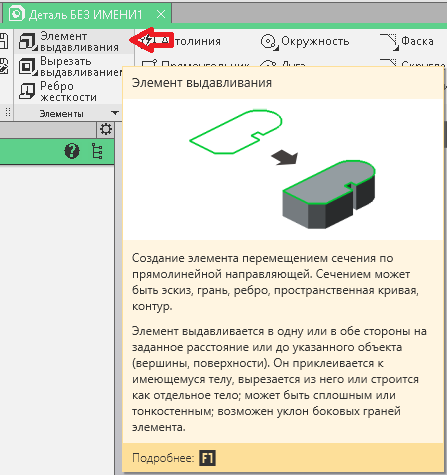 Деталь БЕЗ ИМЕНИ1
Элемент выдавливания
Автолиния
Окружность
Фаска
Вырезать выдавливанием
Прямоугольник
Дуга
Скругле
Ребро жесткости
Элементы
Элемент выдавливания
Создание элемента перемещением сечения по
прямолинейной направляющей. Сечением может
быть эскиз, грань, ребро, пространственная кривая,
контур.
Элемент выдавливается в одну или в обе стороны на
заданное расстояние или до указанного объекта
(вершины, поверхности). Он приклеивается к
имеющемуся телу, вырезается из него или строится
как отдельное тело; может быть сплошным или
тонкостенным; возможен уклон боковых граней
элемента.
Подробнее: F1